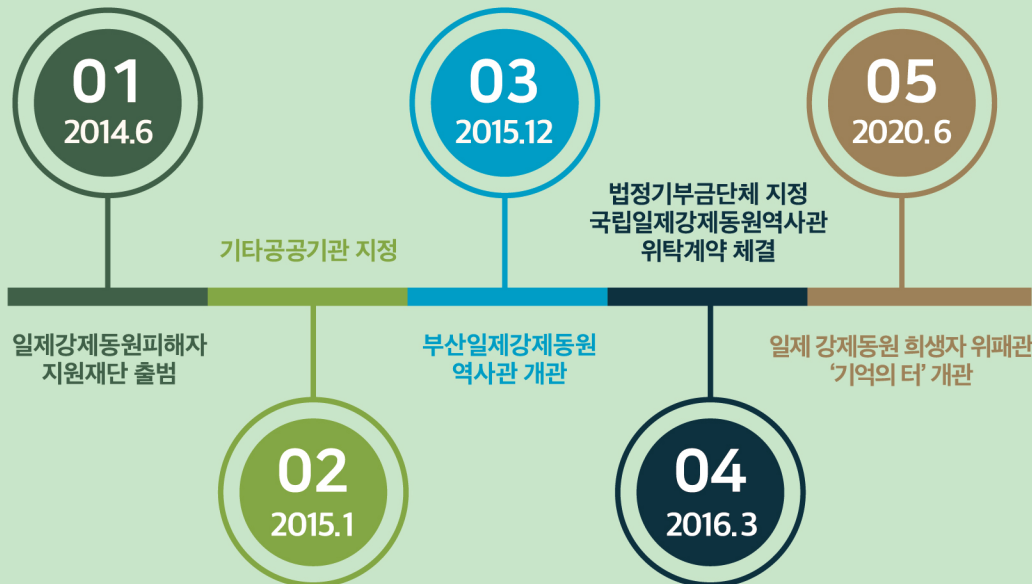 01
2014.6
일제강제동원피해자
지원재단 출범
기타공공기관 지정
02
2015.1
03
2015.12
부산일제강제동원
역사관 개관
법정기부금단체 지정
국립일제강제동원역사관
위탁계약 체결
04
2016.3
05
2020.6
일제 강제동원 희생자 위패관
‘기억의 터’ 개관